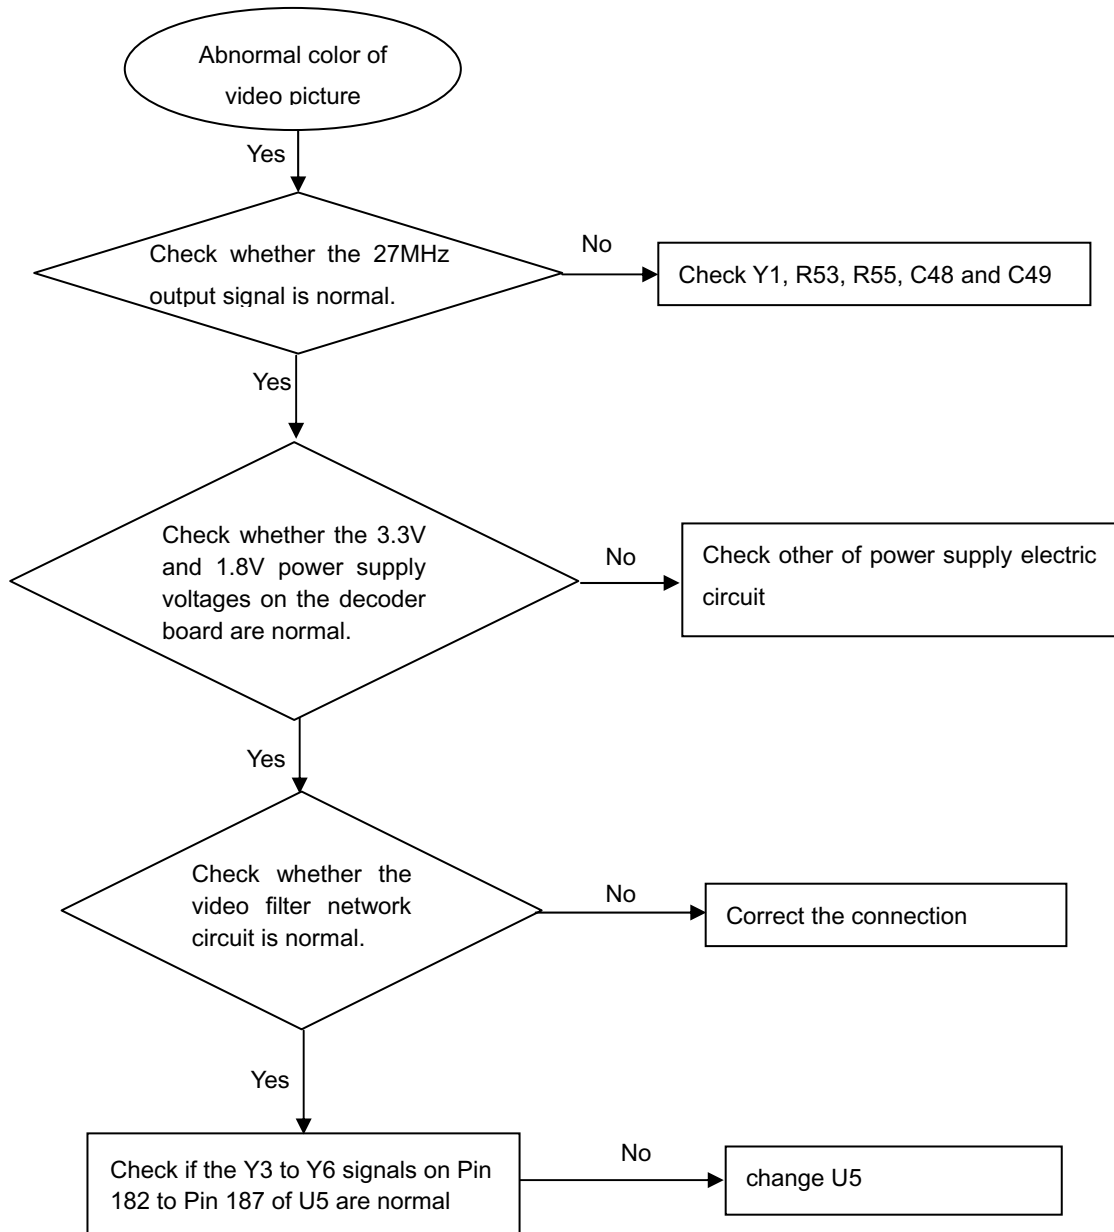 Abnormal color of
video picture
Yes
Check whether the 27MHz
output signal is normal.
No
Check Y1, R53, R55, C48 and C49
Yes
Check whether the 3.3V
and 1.8V power supply
voltages on the decoder
board are normal.
No
Check other of power supply electric
circuit
Yes
Check whether the
video filter network
circuit is normal.
No
Correct the connection
Yes
Check if the Y3 to Y6 signals on Pin
182 to Pin 187 of U5 are normal
No
change U5